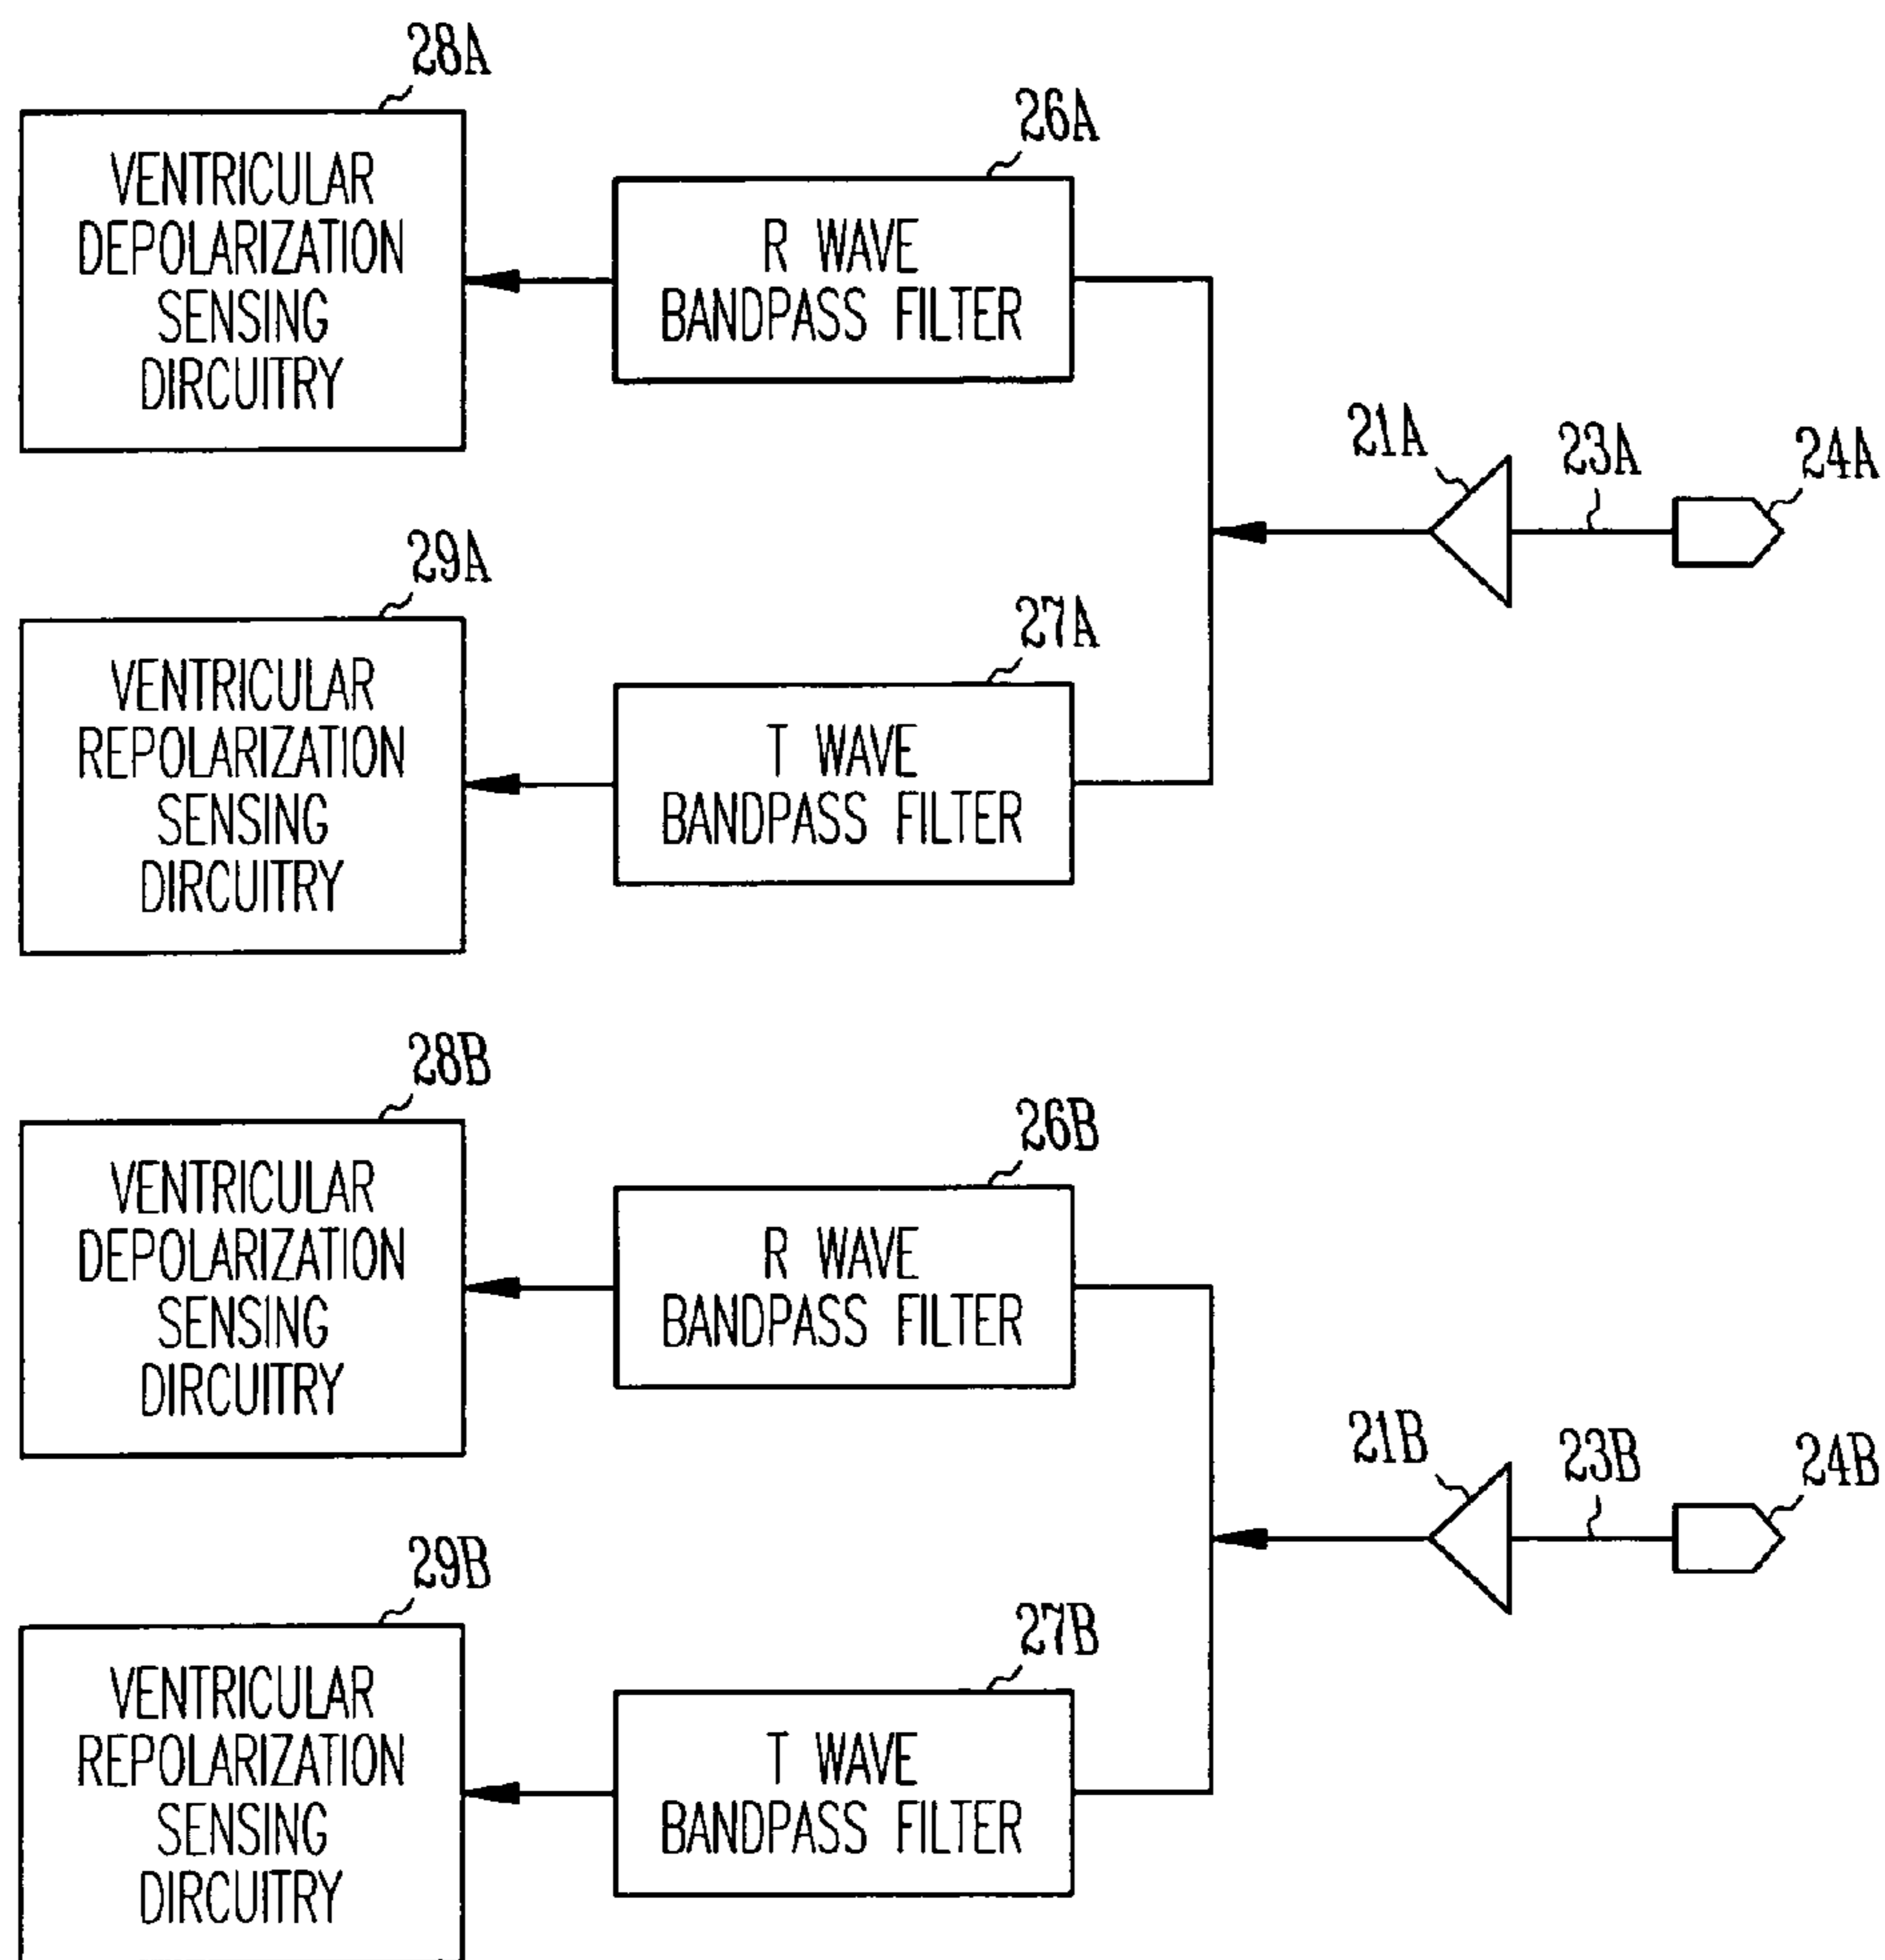 28A
VENTRICULAR
DEPOLARIZATION
SENSING
DIRCUITRY
26A
R WAVE
BANDPASS FILTER
21A
23A
24A
29A
VENTRICULAR
REPOLARIZATION
SENSING
DIRCUITRY
27A
T WAVE
BANDPASS FILTER
28B
VENTRICULAR
DEPOLARIZATION
SENSING
DIRCUITRY
26B
R WAVE
BANDPASS FILTER
21B
23B
24B
29B
VENTRICULAR
REPOLARIZATION
SENSING
DIRCUITRY
27B
T WAVE
BANDPASS FILTER